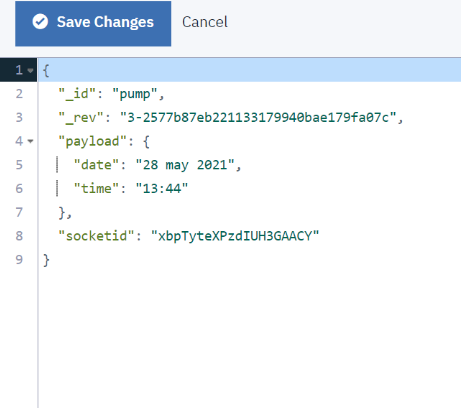 Save Changes Cancel
1 {
2 "_id": "pump",
3 "_rev": "3-2577b87eb221133179940bae179fa07c",
4 "payload": {
5 "date": "28 may 2021",
6 "time": "13:44"
7 },
8 "socketid": "xbpTyteXPzdIUH3GAACY"
9 }